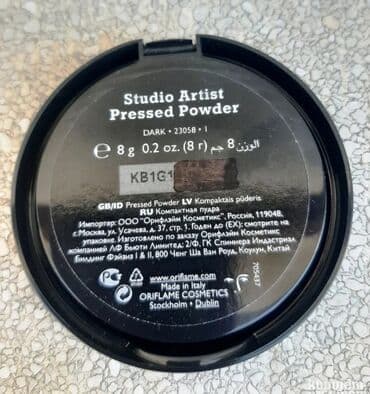 Studio Artist
Pressed Powder
DARK • 23058 • I
℮ 8 g 0.2 oz. (8 г) الوزن 8 جم
KB1G1
GB/ID Pressed Powder LV Kompaktais pūderis
RU Компактная пудра
Импортер: ООО "Орифлэйм Косметикс", Россия, 119048,
г.Москва, ул. Усачева, д. 37, стр. 1. Годен до (EX): смотрите на
упаковке. Изготовлено по заказу Орифлэйм Косметикс
компанией ЛФ Бьюти Лимитед: 2/Ф, ГК Спиннерз Индастриал
Билдинг Фэйвз I & II, 800 Ченг Ша Ван Роуд, Коулун, Китай
www.oriflame.com
Made in Italy
ORIFLAME COSMETICS
Stockholm • Dublin
705437